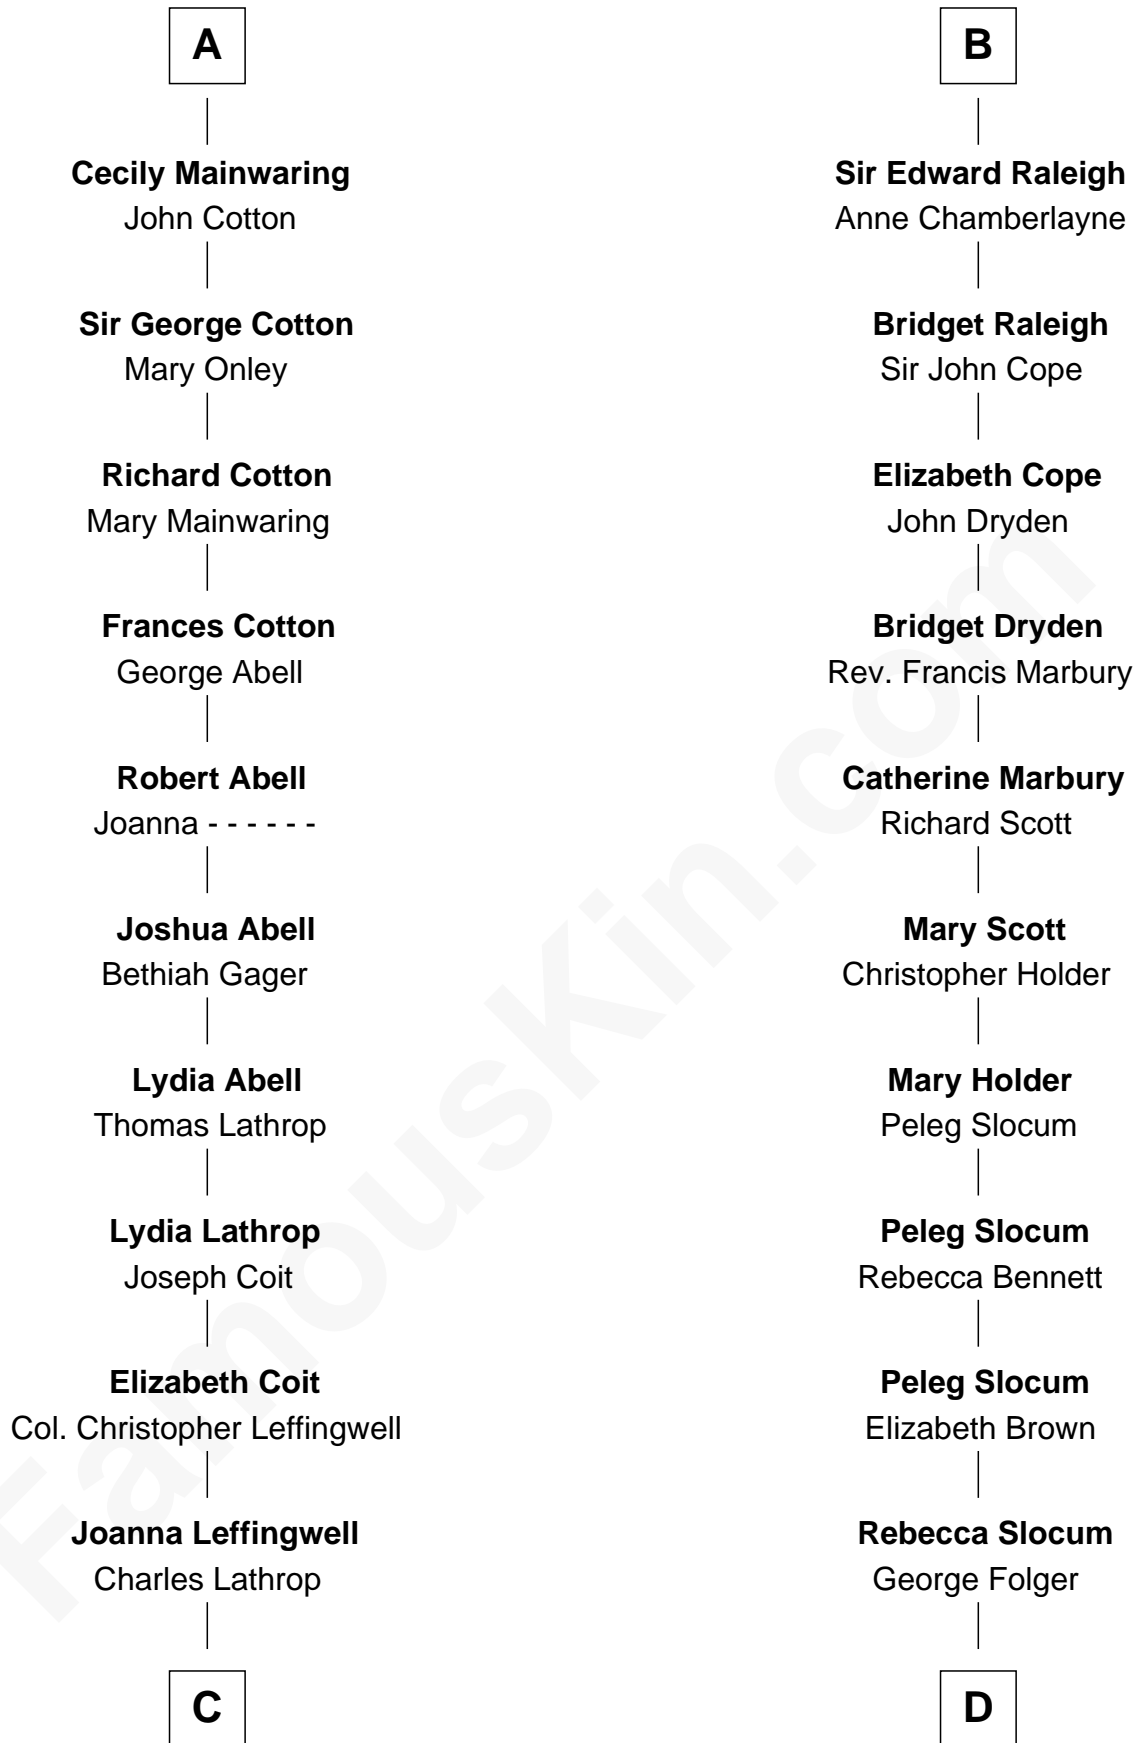 A
Cecily Mainwaring
John Cotton
Sir George Cotton
Mary Onley
Richard Cotton
Mary Mainwaring
Frances Cotton
George Abell
Robert Abell
Joanna - - - - - -
Joshua Abell
Bethiah Gager
Lydia Abell
Thomas Lathrop
Lydia Lathrop
Joseph Coit
Elizabeth Coit
Col. Christopher Leffingwell
Joanna Leffingwell
Charles Lathrop
C
B
Sir Edward Raleigh
Anne Chamberlayne
Bridget Raleigh
Sir John Cope
Elizabeth Cope
John Dryden
Bridget Dryden
Rev. Francis Marbury
Catherine Marbury
Richard Scott
Mary Scott
Christopher Holder
Mary Holder
Peleg Slocum
Peleg Slocum
Rebecca Bennett
Peleg Slocum
Elizabeth Brown
Rebecca Slocum
George Folger
D
FamousKin.com